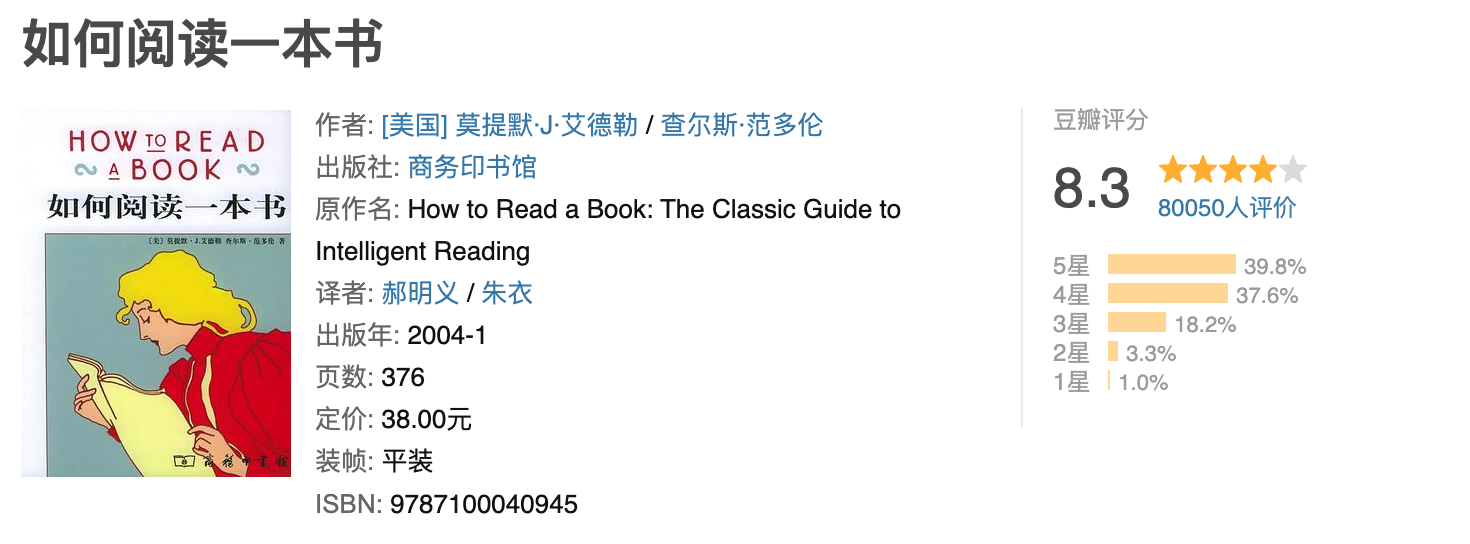 如何阅读一本书
HOW TO READ
A BOOK
如何阅读一本书
〔美〕莫提默·J.艾德勒 查尔斯·范多伦 著
商务印书馆
作者: [美国] 莫提默·J·艾德勒 / 查尔斯·范多伦
出版社: 商务印书馆
原作名: How to Read a Book: The Classic Guide to
Intelligent Reading
译者: 郝明义 / 朱衣
出版年: 2004-1
页数: 376
定价: 38.00元
装帧: 平装
ISBN: 9787100040945
豆瓣评分
8.3
80050人评价
5星 39.8%
4星 37.6%
3星 18.2%
2星 3.3%
1星 1.0%